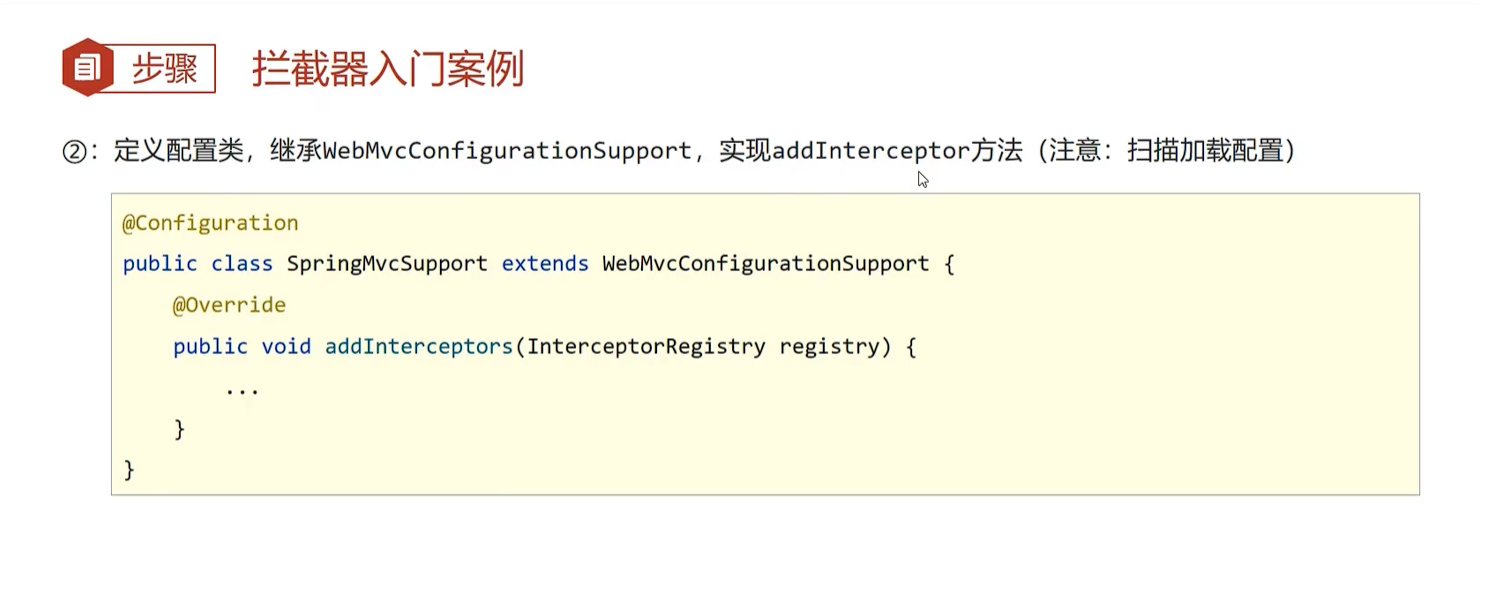 步骤 拦截器入门案例
②：定义配置类，继承WebMvcConfigurationSupport，实现addInterceptor方法（注意：扫描加载配置）
@Configuration
public class SpringMvcSupport extends WebMvcConfigurationSupport {
    @Override
    public void addInterceptors(InterceptorRegistry registry) {
        ...
    }
}